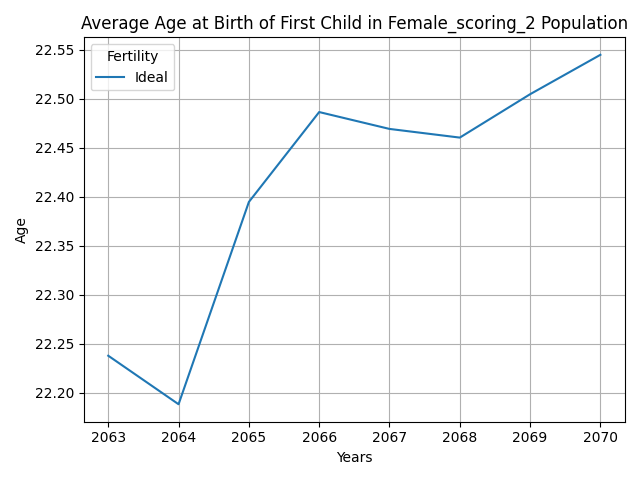 Average Age at Birth of First Child in Female_scoring_2 Population
22.55
22.50
22.45
22.40
22.35
22.30
22.25
22.20
Age
Fertility
Ideal
2063 2064 2065 2066 2067 2068 2069 2070
Years